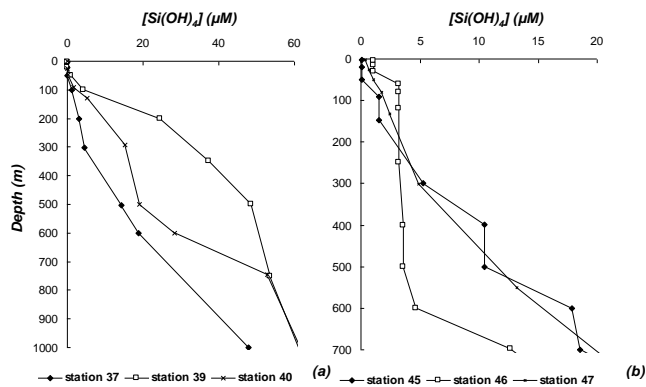 [Si(OH)4] (µM)
0 20 40 60
0
100
200
300
400
500
600
700
800
900
1000
Depth (m)
station 37 station 39 station 40
(a)
[Si(OH)4] (µM)
0 5 10 15 20
0
100
200
300
400
500
600
700
station 45 station 46 station 47
(b)